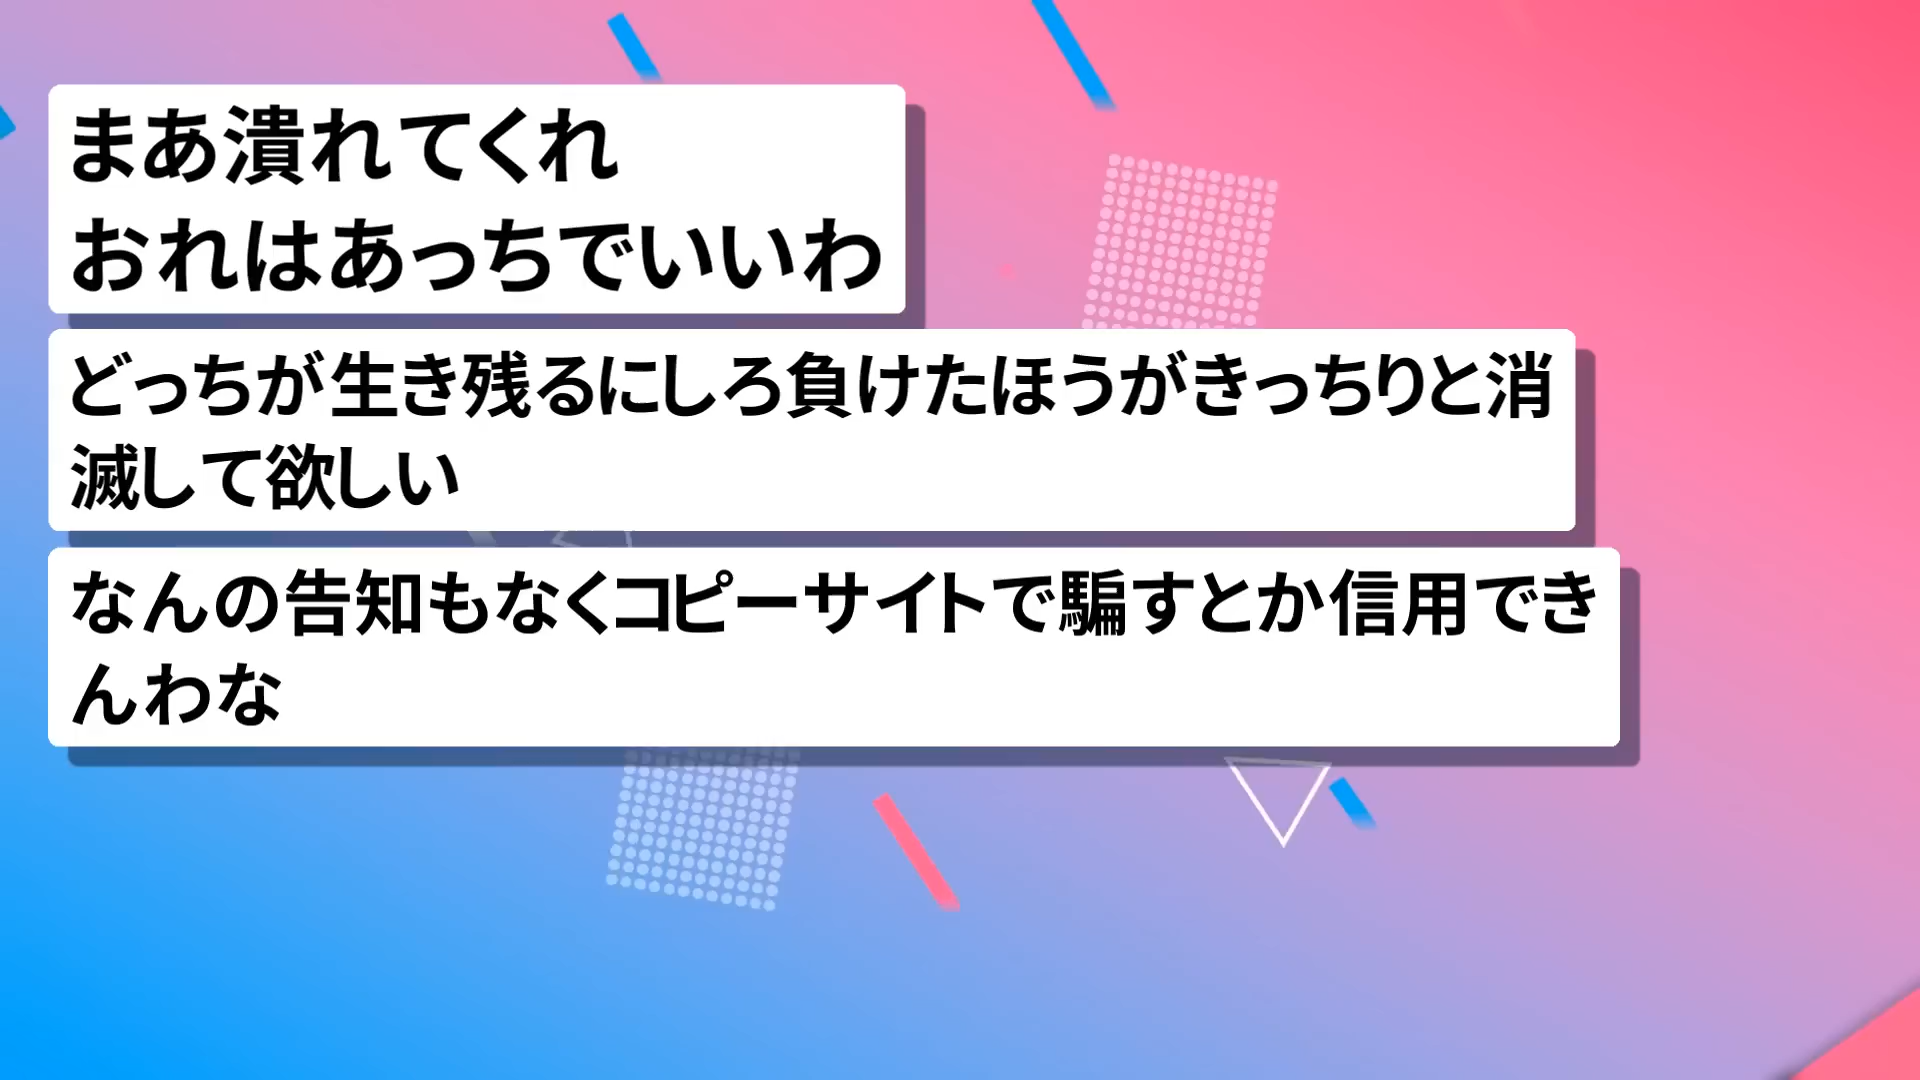 まあ潰れてくれ
おれはあっちでいいわ
どっちが生き残るにしろ負けたほうがきっちりと消
滅して欲しい
なんの告知もなくコピーサイトで騙すとか信用でき
んわな